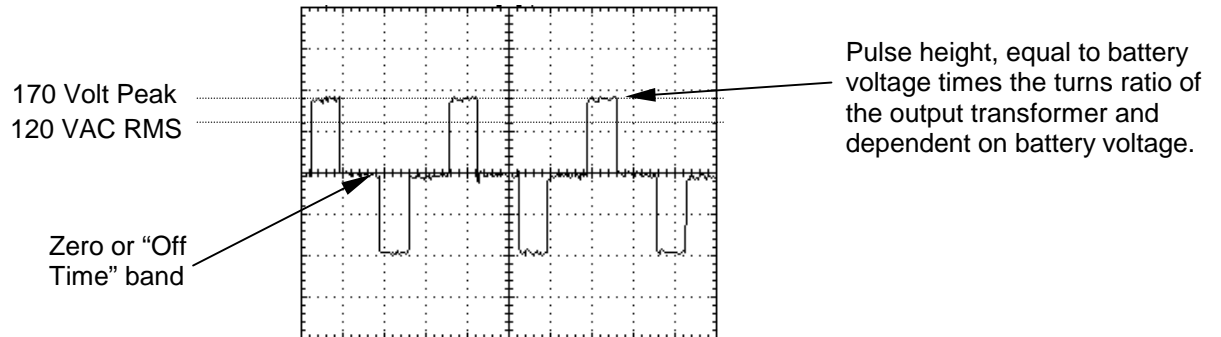 170 Volt Peak
120 VAC RMS
Zero or “Off
Time” band
Pulse height, equal to battery
voltage times the turns ratio of
the output transformer and
dependent on battery voltage.